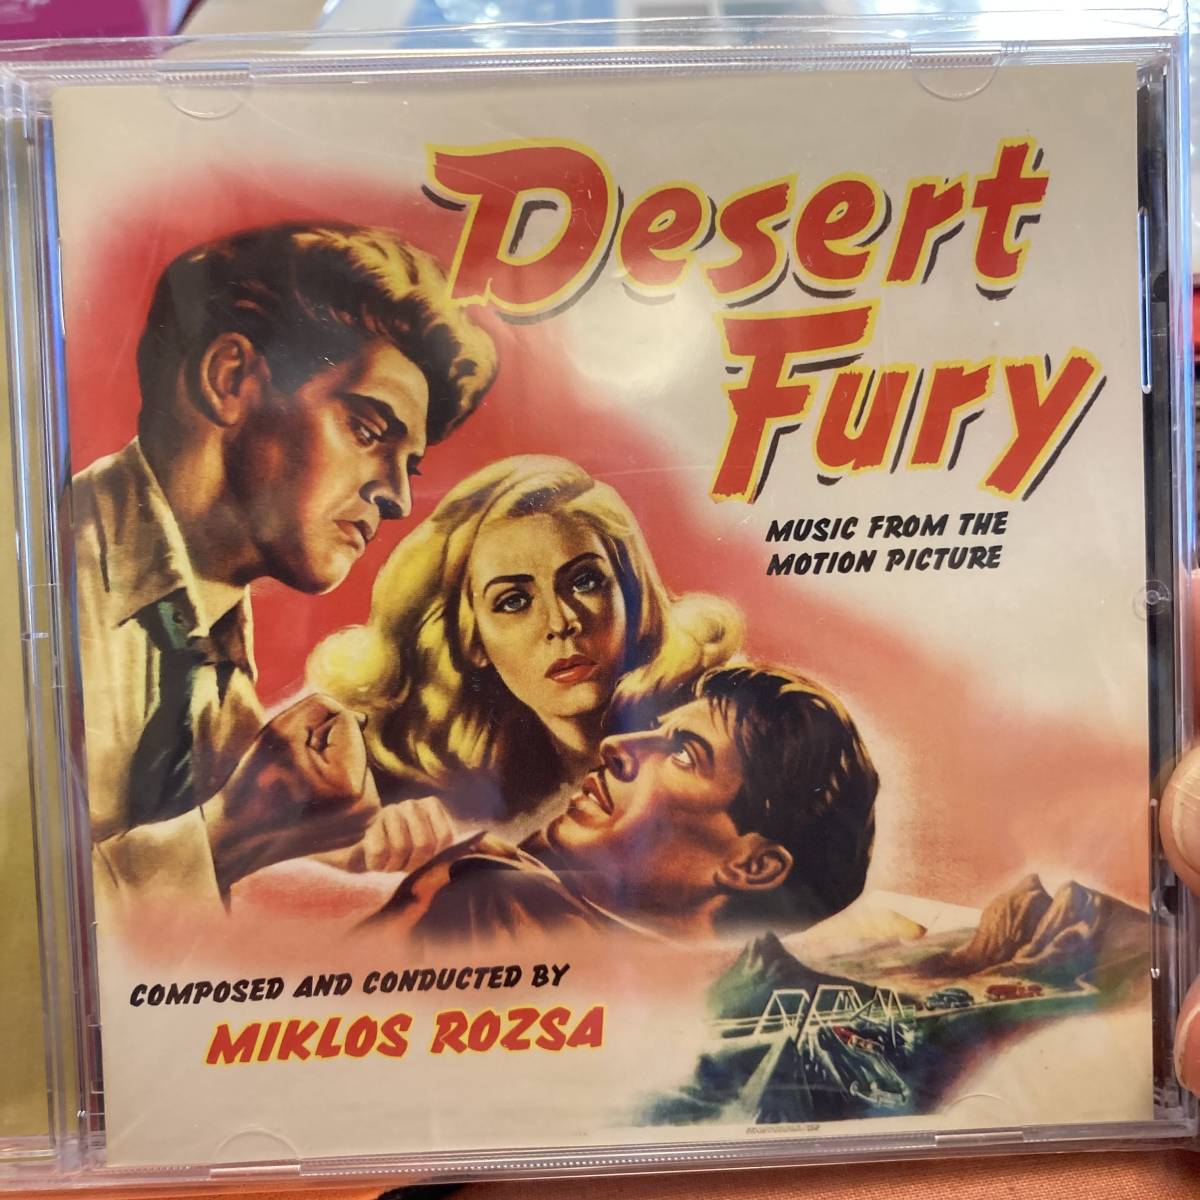 Desert
Fury
MUSIC FROM THE
MOTION PICTURE
COMPOSED AND CONDUCTED BY
MIKLOS ROZSA